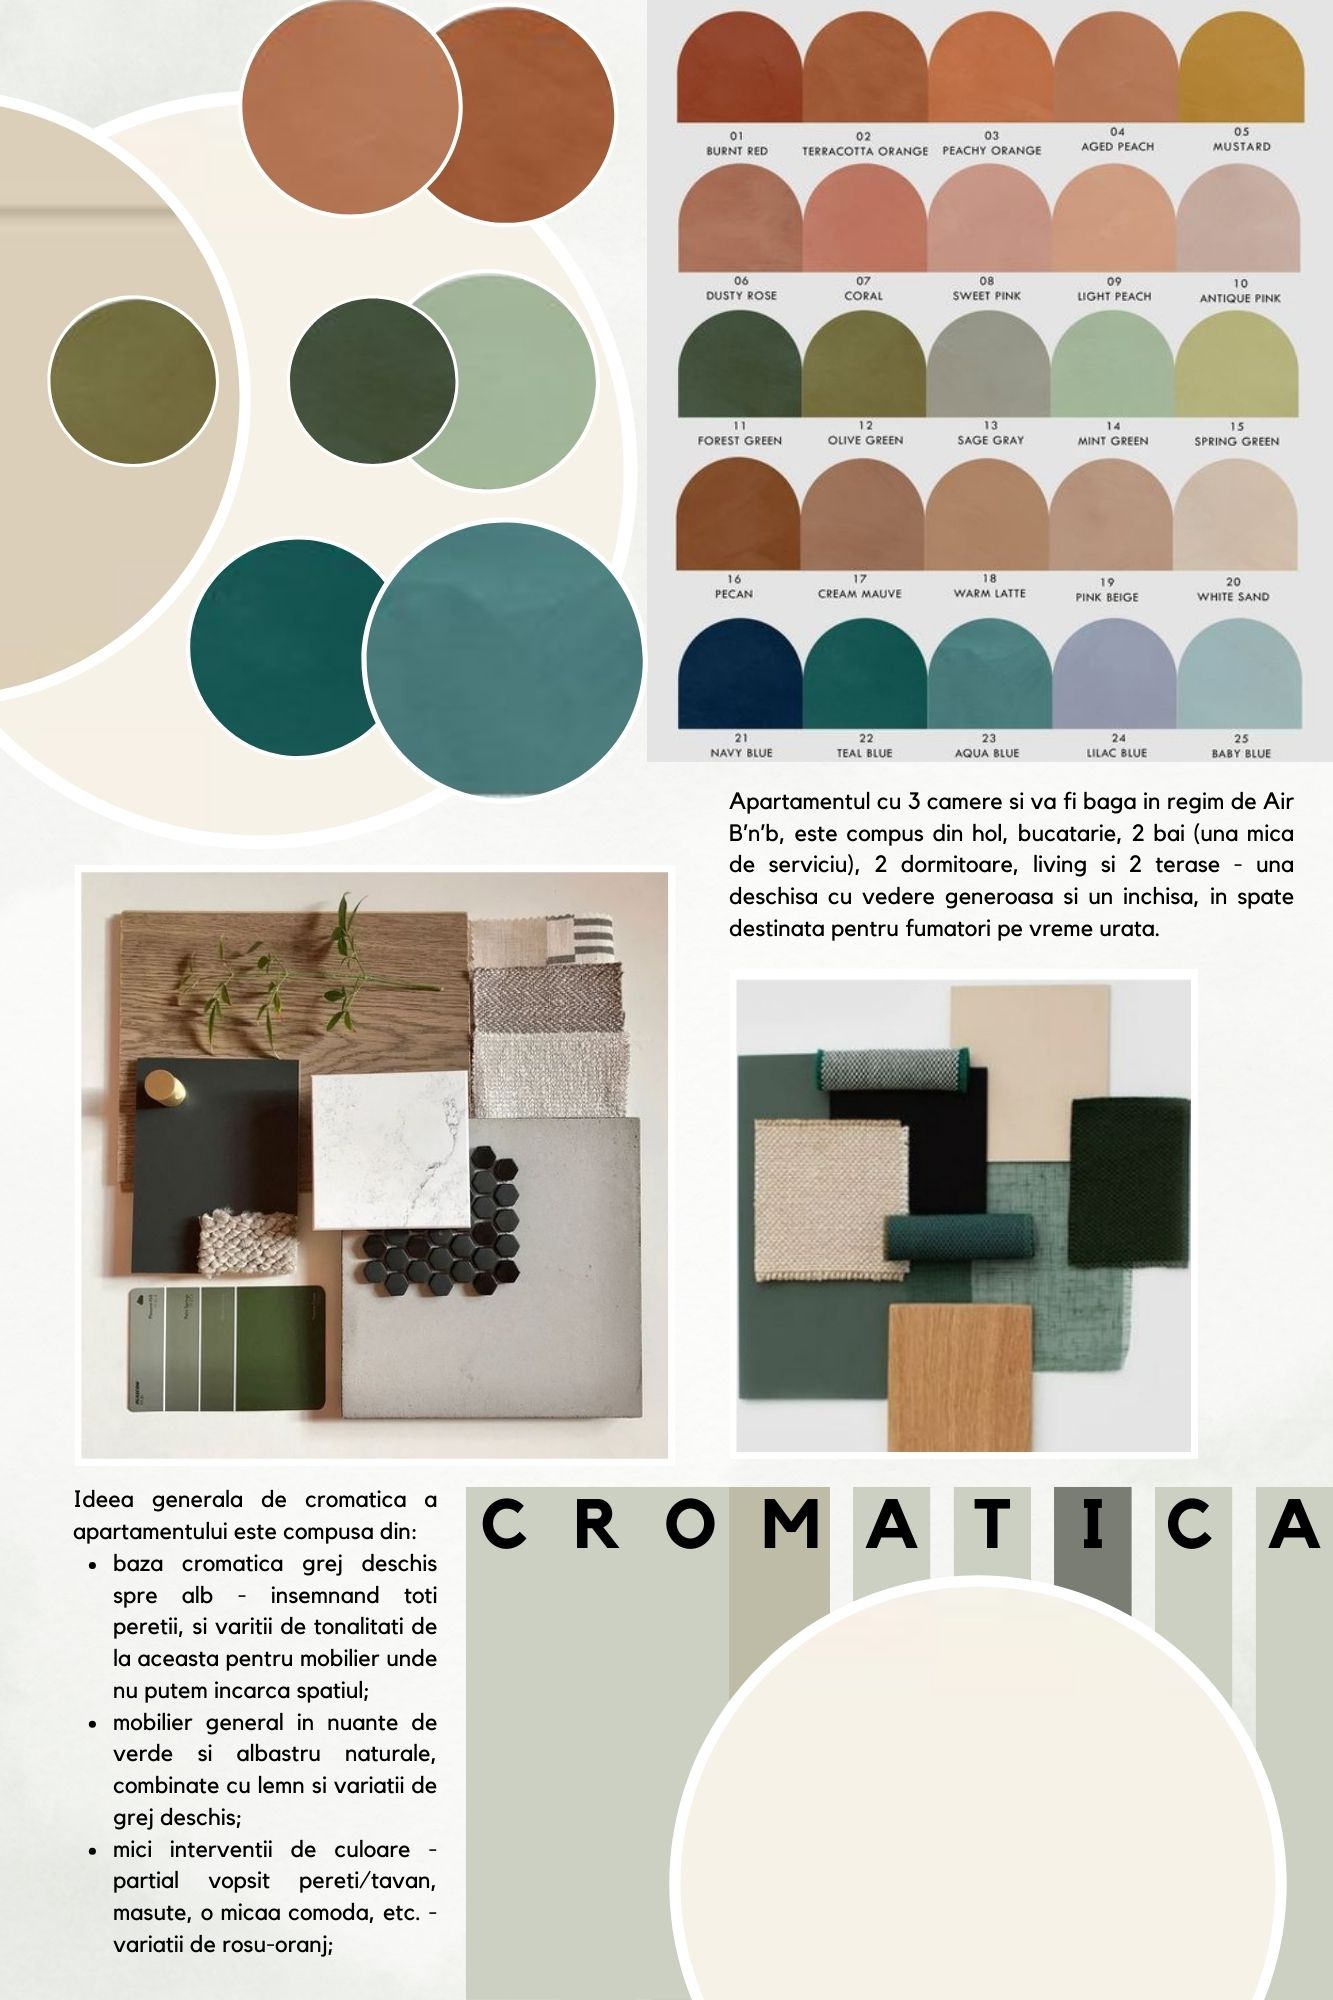 01
BURNT RED
02
TERRACOTTA ORANGE
03
PEACHY ORANGE
04
AGED PEACH
05
MUSTARD
06
DUSTY ROSE
07
CORAL
08
SWEET PINK
09
LIGHT PEACH
10
ANTIQUE PINK
11
FOREST GREEN
12
OLIVE GREEN
13
SAGE GRAY
14
MINT GREEN
15
SPRING GREEN
16
PECAN
17
CREAM MAUVE
18
WARM LATTE
19
PINK BEIGE
20
WHITE SAND
21
NAVY BLUE
22
TEAL BLUE
23
AQUA BLUE
24
LILAC BLUE
25
BABY BLUE
Apartamentul cu 3 camere si va fi baga in regim de Air
B'n'b, este compus din hol, bucatarie, 2 bai (una mica
de serviciu), 2 dormitoare, living si 2 terase - una
deschisa cu vedere generoasa si un inchisa, in spate
destinata pentru fumatori pe vreme urata.
Ideea generala de cromatica a
apartamentului este compusa din:
• baza cromatica grej deschis
spre alb - insemnand toti
peretii, si varitii de tonalitati de
la aceasta pentru mobilier unde
nu putem incarca spatiul;
• mobilier general in nuante de
verde si albastru naturale,
combinate cu lemn si variatii de
grej deschis;
• mici interventii de culoare -
partial vopsit pereti/tavan,
masute, o micaa comoda, etc. -
variatii de rosu-oranj;
CROMATICA